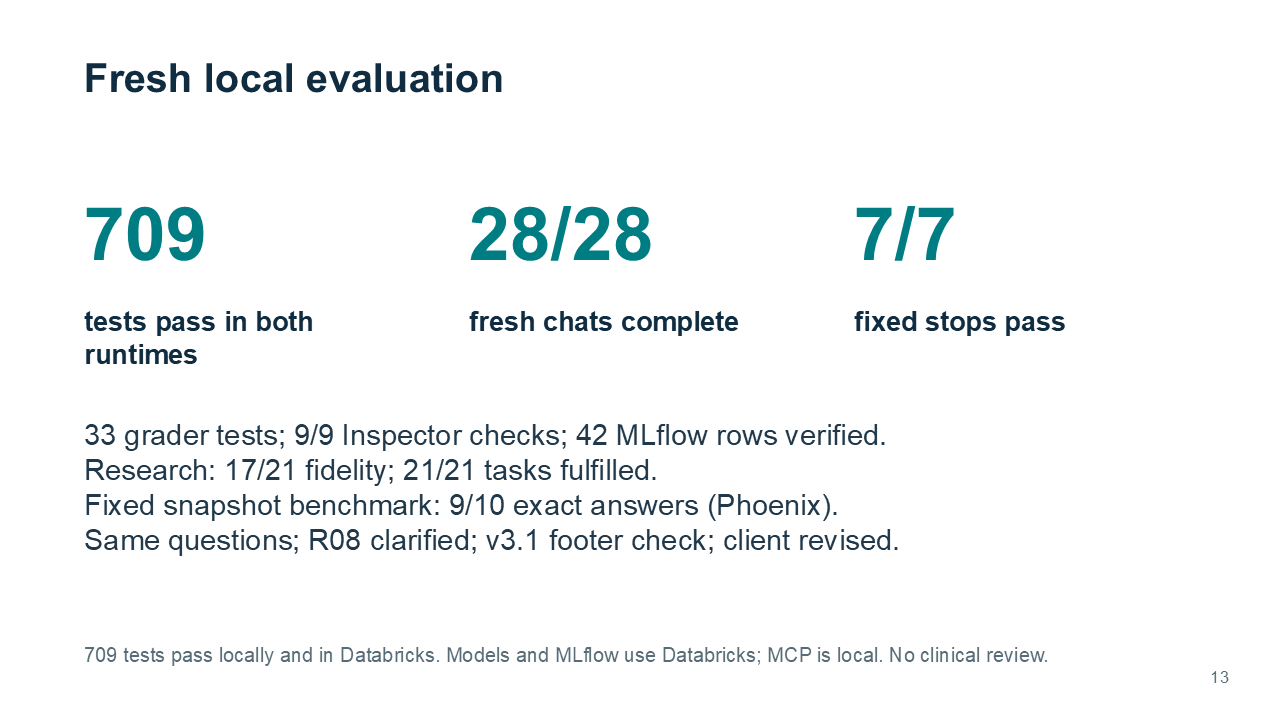 Fresh local evaluation
709
tests pass in both
runtimes
28/28
fresh chats complete
7/7
fixed stops pass
33 grader tests; 9/9 Inspector checks; 42 MLflow rows verified.
Research: 17/21 fidelity; 21/21 tasks fulfilled.
Fixed snapshot benchmark: 9/10 exact answers (Phoenix).
Same questions; R08 clarified; v3.1 footer check; client revised.
709 tests pass locally and in Databricks. Models and MLflow use Databricks; MCP is local. No clinical review.
13